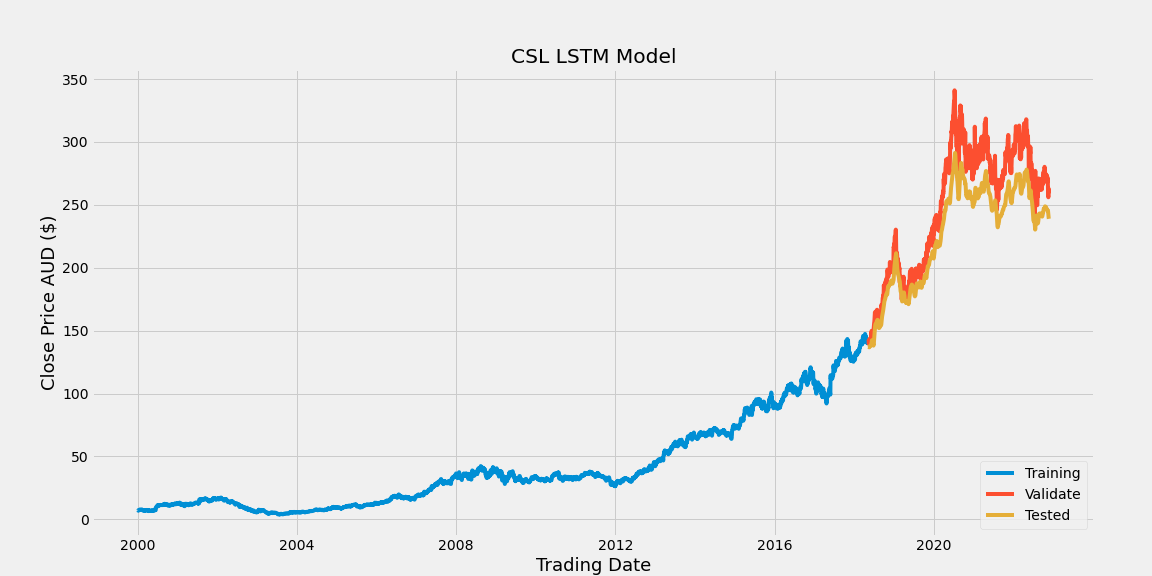 CSL LSTM Model
Close Price AUD ($)
350
300
250
200
150
100
50
0
2000 2004 2008 2012 2016 2020
Trading Date
Training
Validate
Tested